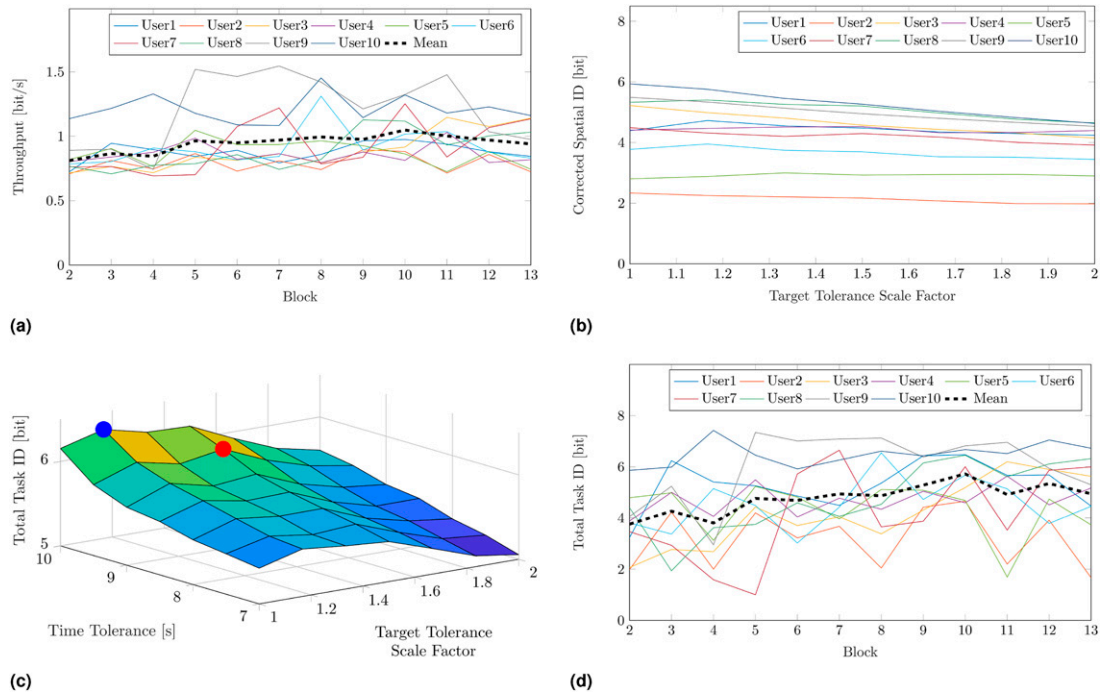 User1 User2 User3 User4 User5 User6
User7 User8 User9 User10 Mean
Throughput [bit/s]
1.5
1
0.5
0
2 3 4 5 6 7 8 9 10 11 12 13
Block
(a)
User1 User2 User3 User4 User5
User6 User7 User8 User9 User10
Corrected Spatial ID [bit]
8
6
4
2
0
1 1.1 1.2 1.3 1.4 1.5 1.6 1.7 1.8 1.9 2
Target Tolerance Scale Factor
(b)
Total Task ID [bit]
6
5
10
9
8
7
1
1.2
1.4
1.6
1.8
2
Time Tolerance [s]
Target Tolerance
Scale Factor
(c)
User1 User2 User3 User4 User5 User6
User7 User8 User9 User10 Mean
Total Task ID [bit]
8
6
4
2
0
2 3 4 5 6 7 8 9 10 11 12 13
Block
(d)